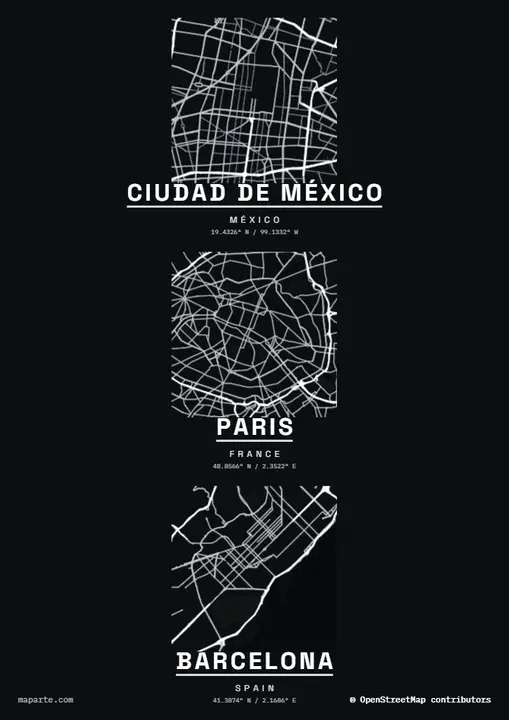 CIUDAD DE MÉXICO
MÉXICO
19.4326° N / 99.1332° W
PARIS
FRANCE
48.8566° N / 2.3522° E
BARCELONA
SPAIN
41.3874° N / 2.1686° E
maparte.com
© OpenStreetMap contributors